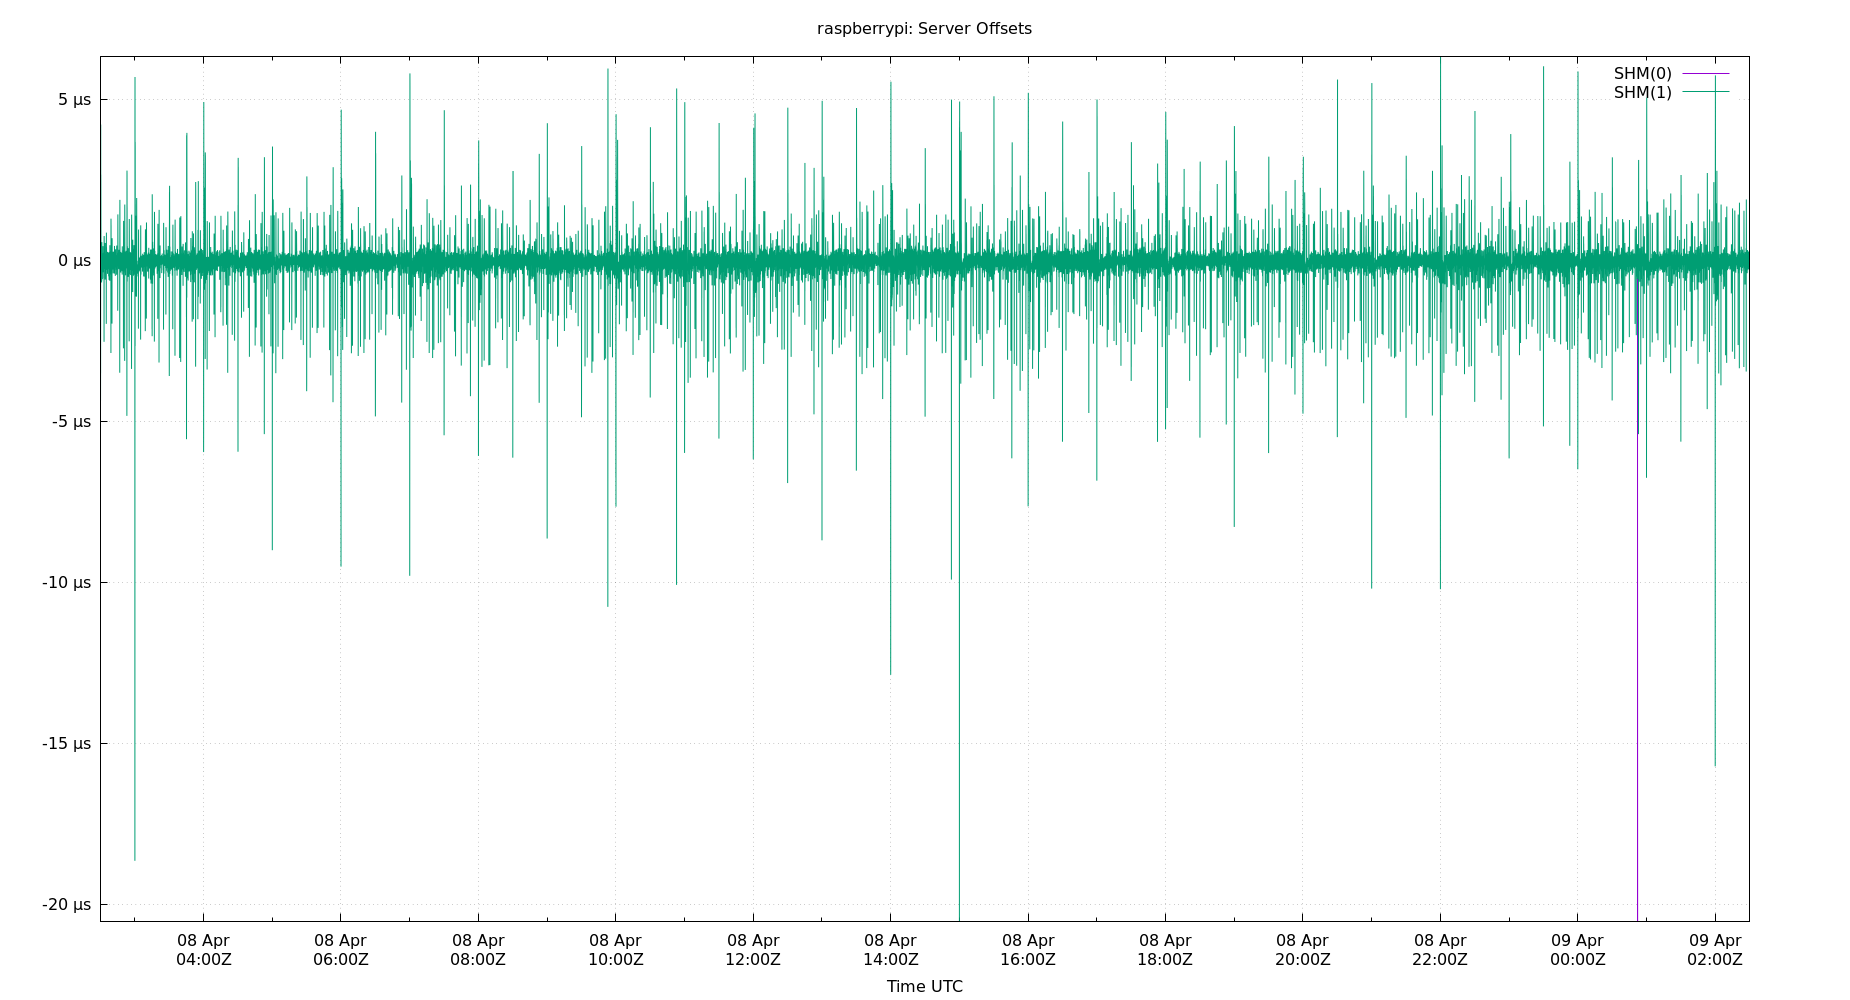 raspberrypi: Server Offsets
SHM(0)
SHM(1)
5 µs
0 µs
-5 µs
-10 µs
-15 µs
-20 µs
08 Apr 08 Apr 08 Apr 08 Apr 08 Apr 08 Apr 08 Apr 08 Apr 08 Apr 08 Apr 09 Apr 09 Apr
04:00Z 06:00Z 08:00Z 10:00Z 12:00Z 14:00Z 16:00Z 18:00Z 20:00Z 22:00Z 00:00Z 02:00Z
Time UTC